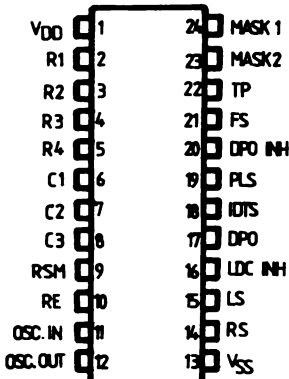 VDD 1 24 MASK 1
R1 2 23 MASK2
R2 3 22 TP
R3 4 21 FS
R4 5 20 DPO INH
C1 6 19 PLS
C2 7 18 IDTS
C3 8 17 DPO
RSM 9 16 LDC INH
RE 10 15 LS
OSC. IN 11 14 RS
OSC. OUT 12 13 VSS